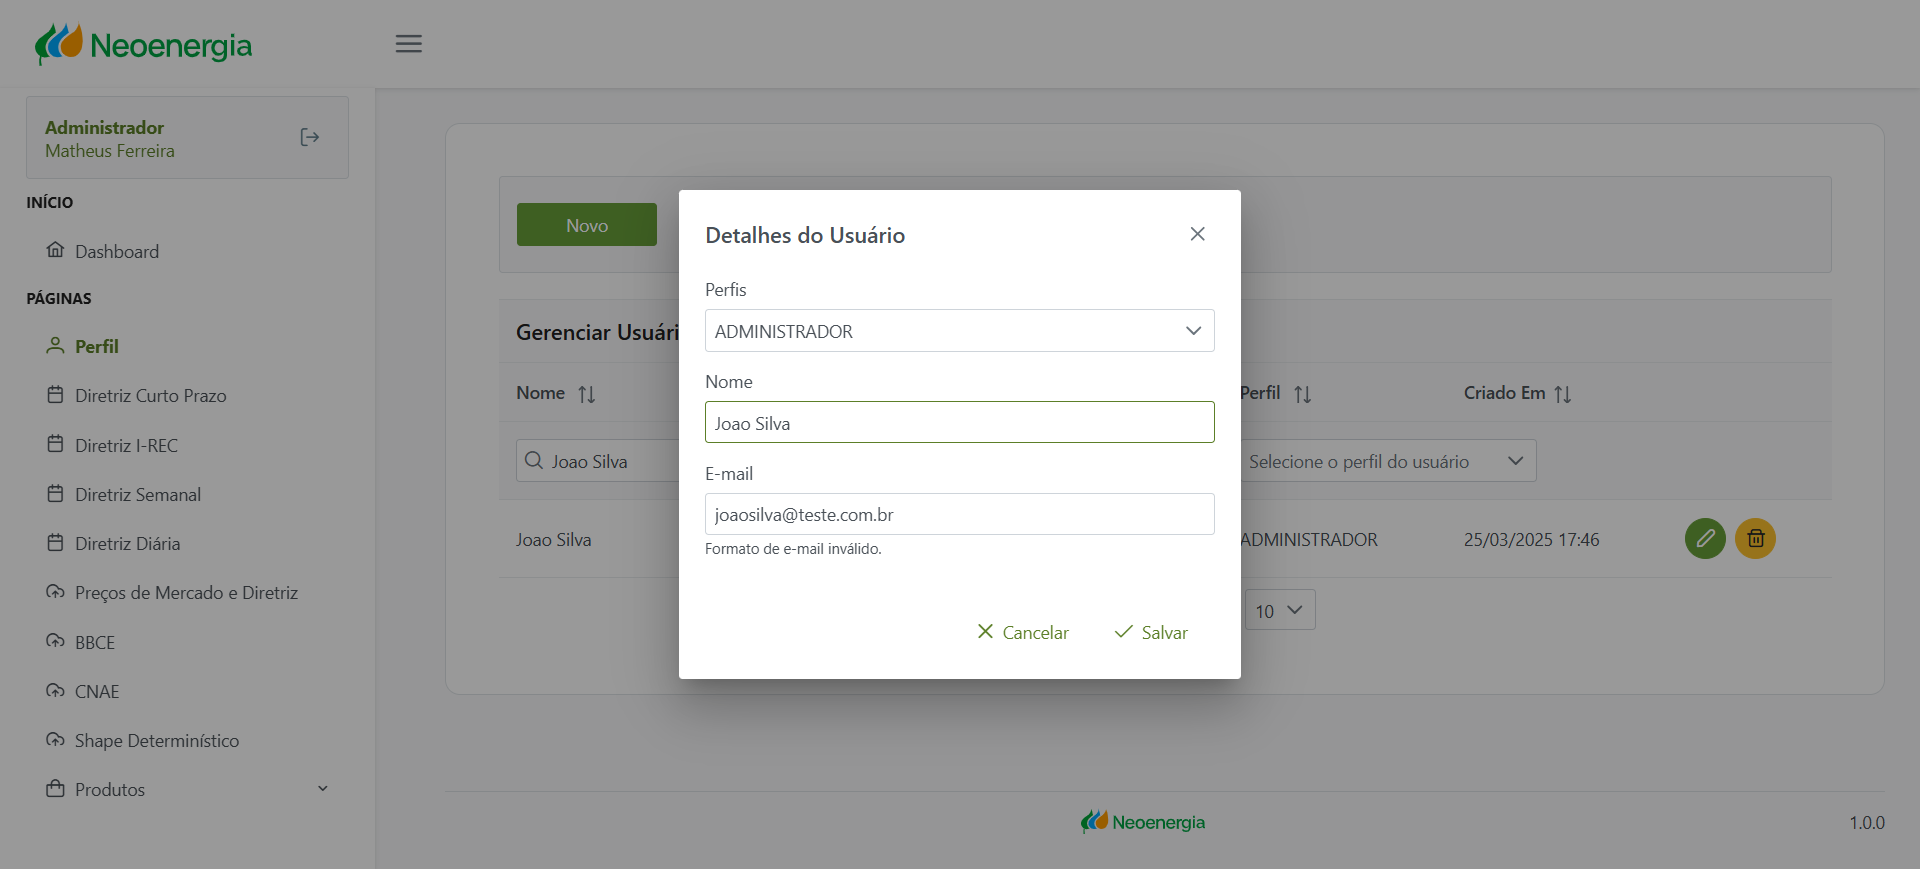 Neoenergia
Administrador
Matheus Ferreira
INÍCIO
Dashboard
PÁGINAS
Perfil
Diretriz Curto Prazo
Diretriz I-REC
Diretriz Semanal
Diretriz Diária
Preços de Mercado e Diretriz
BBCE
CNAE
Shape Determinístico
Produtos
Novo
Gerenciar Usuári
Nome
Perfil
Criado Em
Joao Silva
Selecione o perfil do usuário
Joao Silva
ADMINISTRADOR
25/03/2025 17:46
10
Detalhes do Usuário
Perfis
ADMINISTRADOR
Nome
Joao Silva
E-mail
joaosilva@teste.com.br
Formato de e-mail inválido.
Cancelar
Salvar
Neoenergia
1.0.0